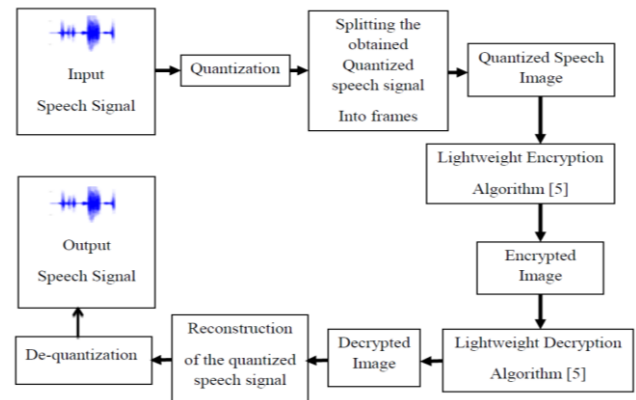 Input
Speech Signal
Quantization
Splitting the
obtained
Quantized
speech signal
Into frames
Quantized Speech
Image
Lightweight Encryption
Algorithm [5]
Encrypted
Image
Lightweight Decryption
Algorithm [5]
Decrypted
Image
Reconstruction
of the quantized
speech signal
De-quantization
Output
Speech Signal